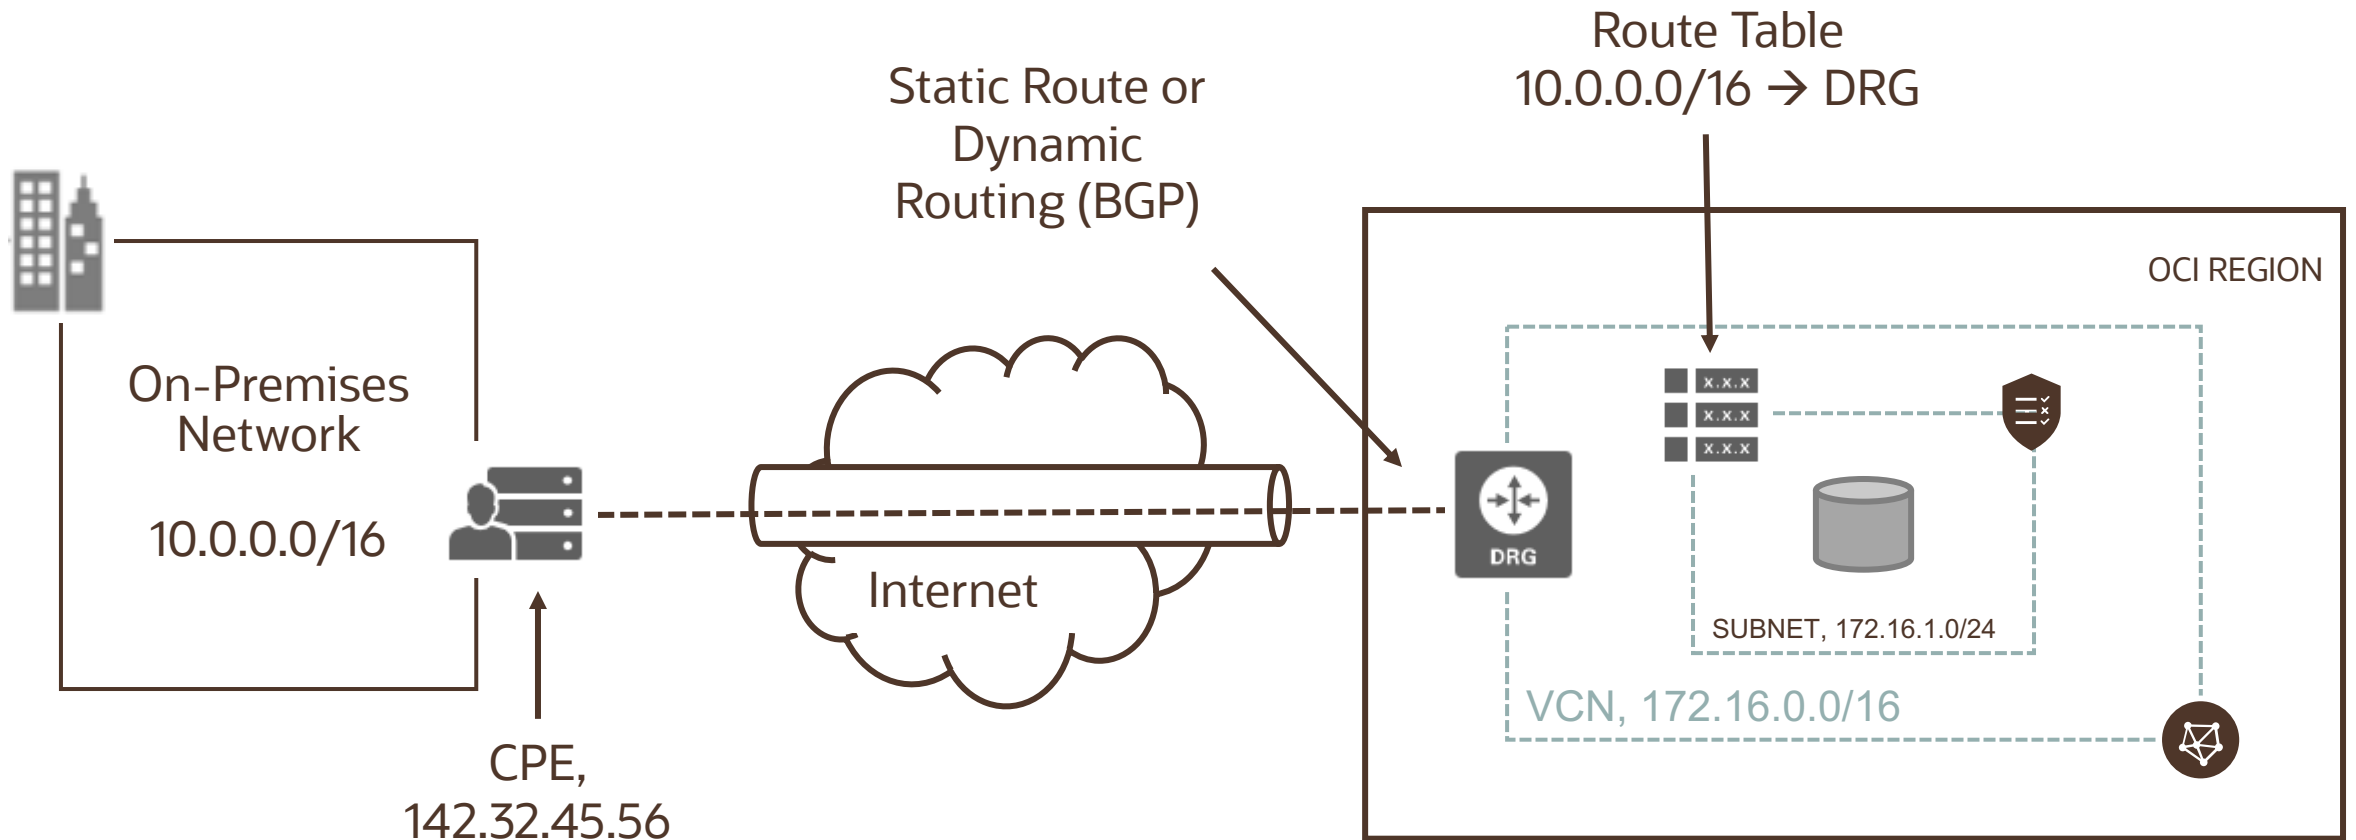 Route Table
10.0.0.0/16 → DRG
Static Route or
Dynamic
Routing (BGP)
OCI REGION
On-Premises
Network
10.0.0.0/16
x.x.x
x.x.x
x.x.x
DRG
Internet
SUBNET, 172.16.1.0/24
VCN, 172.16.0.0/16
CPE,
142.32.45.56